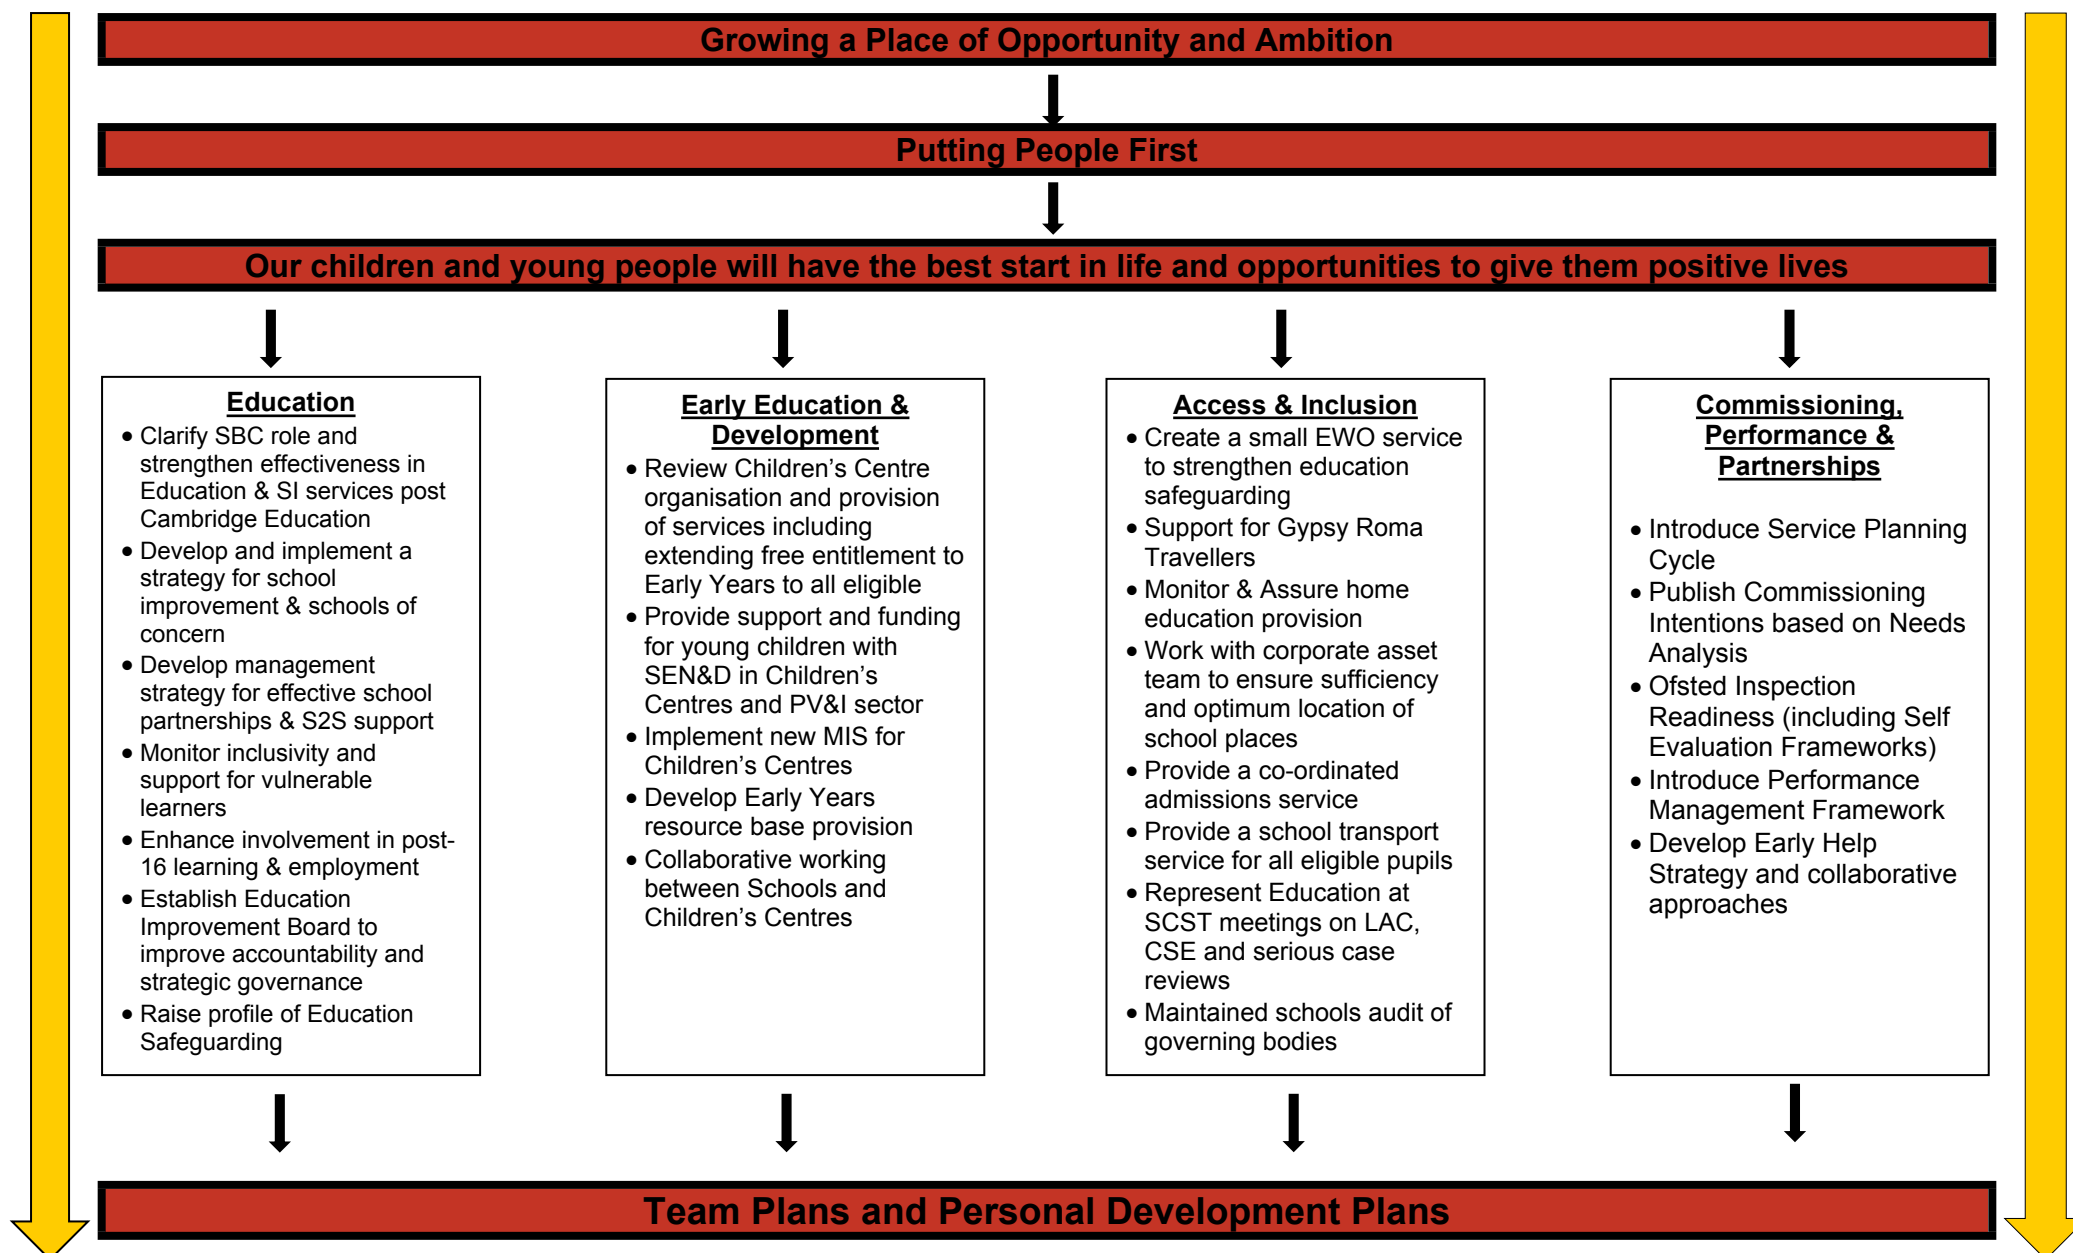 Growing a Place of Opportunity and Ambition
Putting People First
Our children and young people will have the best start in life and opportunities to give them positive lives
Education
• Clarify SBC role and
strengthen effectiveness in
Education & SI services post
Cambridge Education
• Develop and implement a
strategy for school
improvement & schools of
concern
• Develop management
strategy for effective school
partnerships & S2S support
• Monitor inclusivity and
support for vulnerable
learners
• Enhance involvement in post-
16 learning & employment
• Establish Education
Improvement Board to
improve accountability and
strategic governance
• Raise profile of Education
Safeguarding
Early Education &
Development
• Review Children’s Centre
organisation and provision
of services including
extending free entitlement to
Early Years to all eligible
• Provide support and funding
for young children with
SEN&D in Children’s
Centres and PV&I sector
• Implement new MIS for
Children’s Centres
• Develop Early Years
resource base provision
• Collaborative working
between Schools and
Children’s Centres
Access & Inclusion
• Create a small EWO service
to strengthen education
safeguarding
• Support for Gypsy Roma
Travellers
• Monitor & Assure home
education provision
• Work with corporate asset
team to ensure sufficiency
and optimum location of
school places
• Provide a co-ordinated
admissions service
• Provide a school transport
service for all eligible pupils
• Represent Education at
SCST meetings on LAC,
CSE and serious case
reviews
• Maintained schools audit of
governing bodies
Commissioning,
Performance &
Partnerships
• Introduce Service Planning
Cycle
• Publish Commissioning
Intentions based on Needs
Analysis
• Ofsted Inspection
Readiness (including Self
Evaluation Frameworks)
• Introduce Performance
Management Framework
• Develop Early Help
Strategy and collaborative
approaches
Team Plans and Personal Development Plans